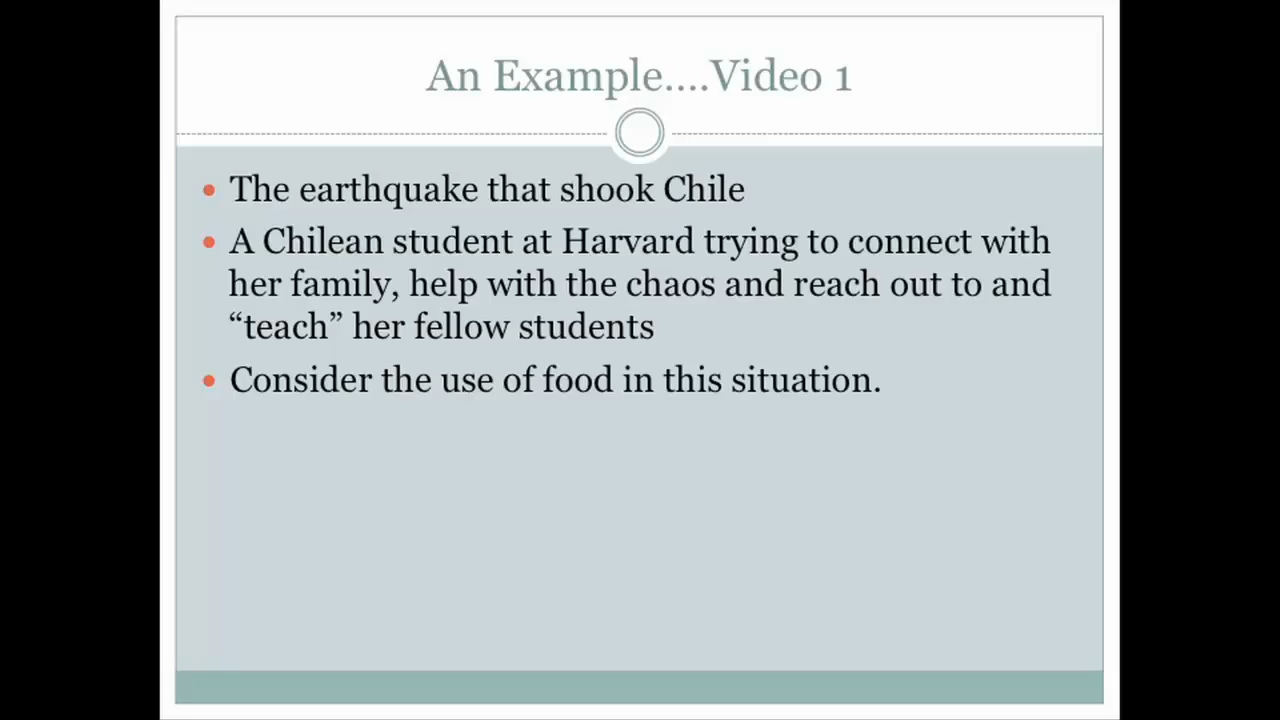 An Example....Video 1
The earthquake that shook Chile
A Chilean student at Harvard trying to connect with
her family, help with the chaos and reach out to and
“teach” her fellow students
Consider the use of food in this situation.